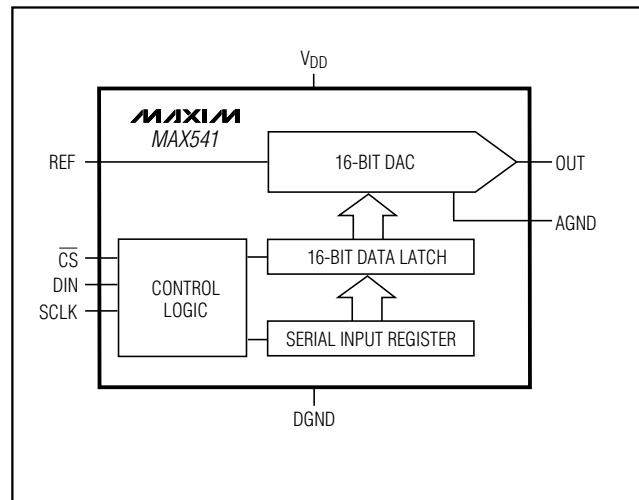 VDD
MAXIM
MAX541
REF
16-BIT DAC
OUT
AGND
CS
16-BIT DATA LATCH
DIN
CONTROL
LOGIC
SCLK
SERIAL INPUT REGISTER
DGND